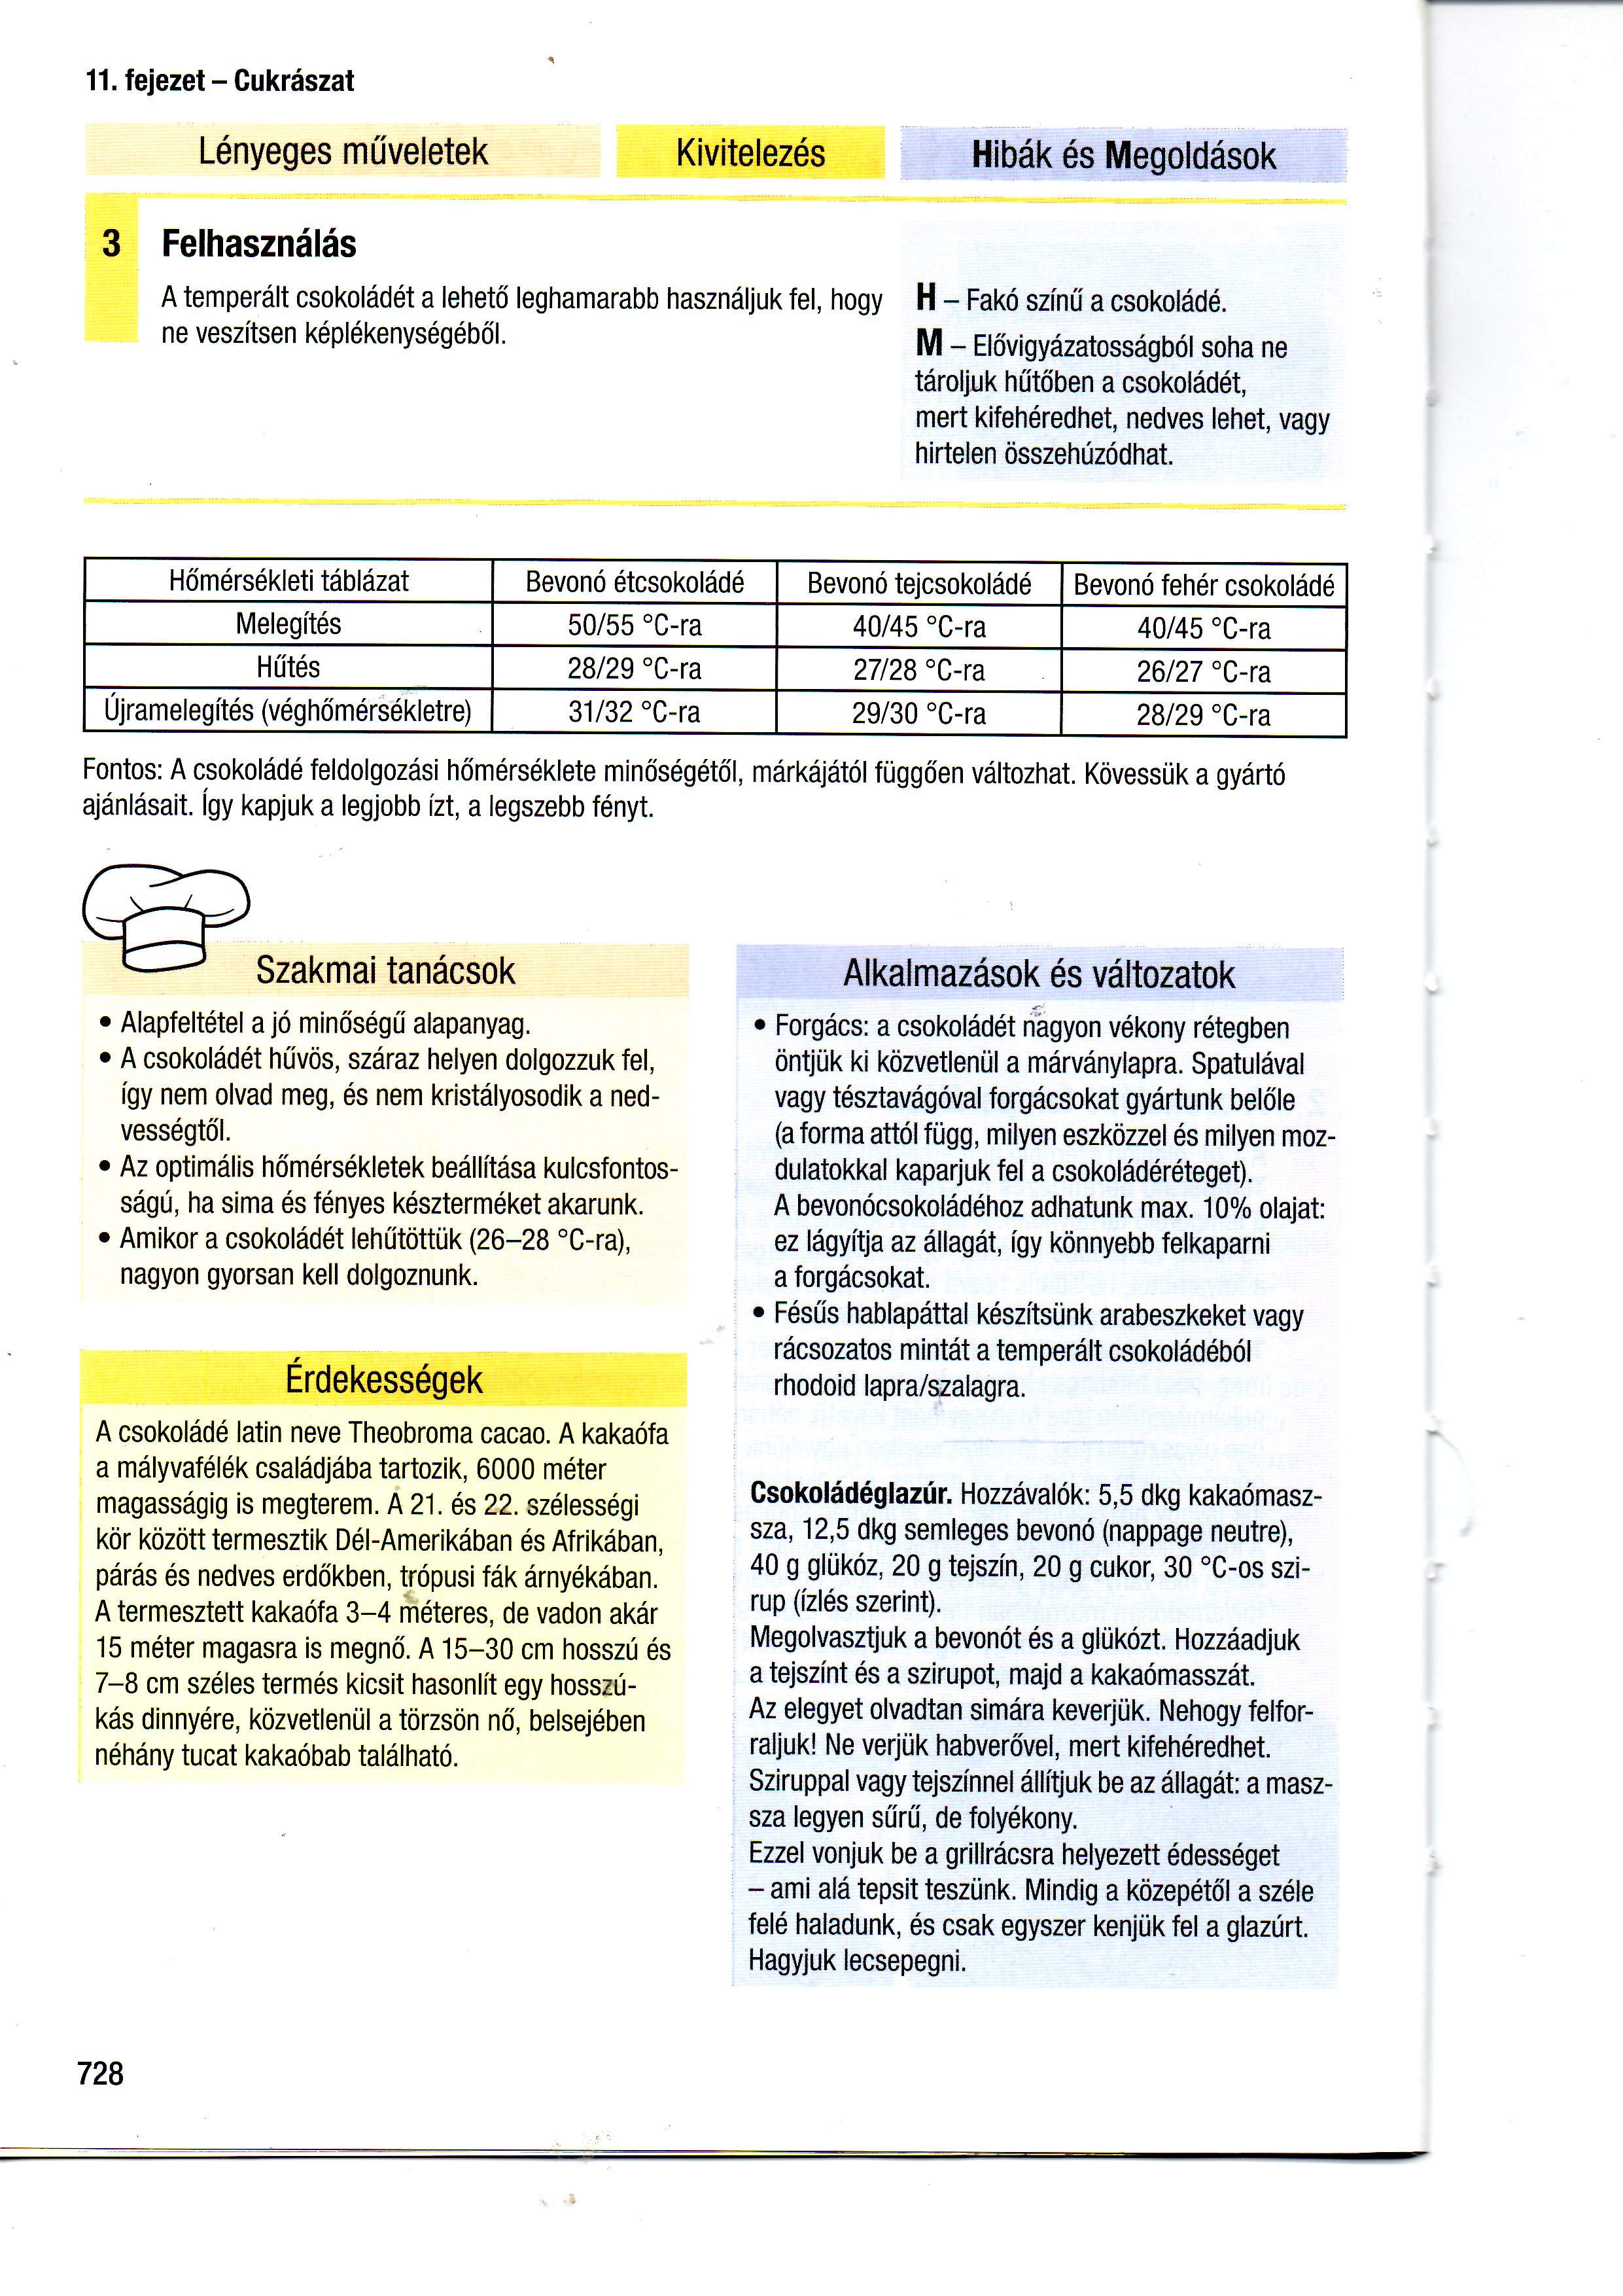 11. fejezet – Cukrászat
Lényeges műveletek
Kivitelezés
Hibák és Megoldások
3 Felhasználás
A temperált csokoládét a lehető leghamarabb használjuk fel, hogy
ne veszítsen képlékenységéből.
H – Fakó színű a csokoládé.
M – Elővigyázatosságból soha ne
tároljuk hűtőben a csokoládét,
mert kifehéredhet, nedves lehet, vagy
hirtelen összehúzódhat.
Hőmérsékleti táblázat Bevonó étcsokoládé Bevonó tejcsokoládé Bevonó fehér csokoládé
Melegítés 50/55 °C-ra 40/45 °C-ra 40/45 °C-ra
Hűtés 28/29 °C-ra 27/28 °C-ra 26/27 °C-ra
Újramelegítés (véghőmérsékletre) 31/32 °C-ra 29/30 °C-ra 28/29 °C-ra
Fontos: A csokoládé feldolgozási hőmérséklete minőségétől, márkájától függően változhat. Kövessük a gyártó
ajánlásait. Így kapjuk a legjobb ízt, a legszebb fényt.
Szakmai tanácsok
• Alapfeltétel a jó minőségű alapanyag.
• A csokoládét hűvös, száraz helyen dolgozzuk fel,
így nem olvad meg, és nem kristályosodik a ned-
vességtől.
• Az optimális hőmérsékletek beállítása kulcsfontos-
ságú, ha sima és fényes készterméket akarunk.
• Amikor a csokoládét lehűtöttük (26–28 °C-ra),
nagyon gyorsan kell dolgoznunk.
Érdekességek
A csokoládé latin neve Theobroma cacao. A kakaófa
a mályvafélék családjába tartozik, 6000 méter
magasságig is megterem. A 21. és 22. szélességi
kör között termesztik Dél-Amerikában és Afrikában,
párás és nedves erdőkben, trópusi fák árnyékában.
A termesztett kakaófa 3–4 méteres, de vadon akár
15 méter magasra is megnő. A 15–30 cm hosszú és
7–8 cm széles termés kicsit hasonlít egy hosszú-
kás dinnyére, közvetlenül a törzsön nő, belsejében
néhány tucat kakaóbab található.
Alkalmazások és változatok
• Forgács: a csokoládét nagyon vékony rétegben
öntjük ki közvetlenül a márványlapra. Spatulával
vagy tésztavágóval forgácsokat gyártunk belőle
(a forma attól függ, milyen eszközzel és milyen moz-
dulatokkal kaparjuk fel a csokoládéréteget).
A bevonócsokoládéhoz adhatunk max. 10% olajat:
ez lágyítja az állagát, így könnyebb felkaparni
a forgácsokat.
• Fésűs hablapáttal készítsünk arabeszkeket vagy
rácsozatos mintát a temperált csokoládéból
rhodoid lapra/szalagra.
Csokoládéglazúr. Hozzávalók: 5,5 dkg kakaómasz-
sza, 12,5 dkg semleges bevonó (nappage neutre),
40 g glükóz, 20 g tejszín, 20 g cukor, 30 °C-os szi-
rup (ízlés szerint).
Megolvasztjuk a bevonót és a glükózt. Hozzáadjuk
a tejszínt és a szirupot, majd a kakaómasszát.
Az elegyet olvadtan simára keverjük. Nehogy felfor-
raljuk! Ne verjük habverővel, mert kifehéredhet.
Sziruppal vagy tejszínnel állítjuk be az állagát: a masz-
sza legyen sűrű, de folyékony.
Ezzel vonjuk be a grillrácsra helyezett édességet
– ami alá tepsit teszünk. Mindig a közepétől a széle
felé haladunk, és csak egyszer kenjük fel a glazúrt.
Hagyjuk lecsepegni.
728